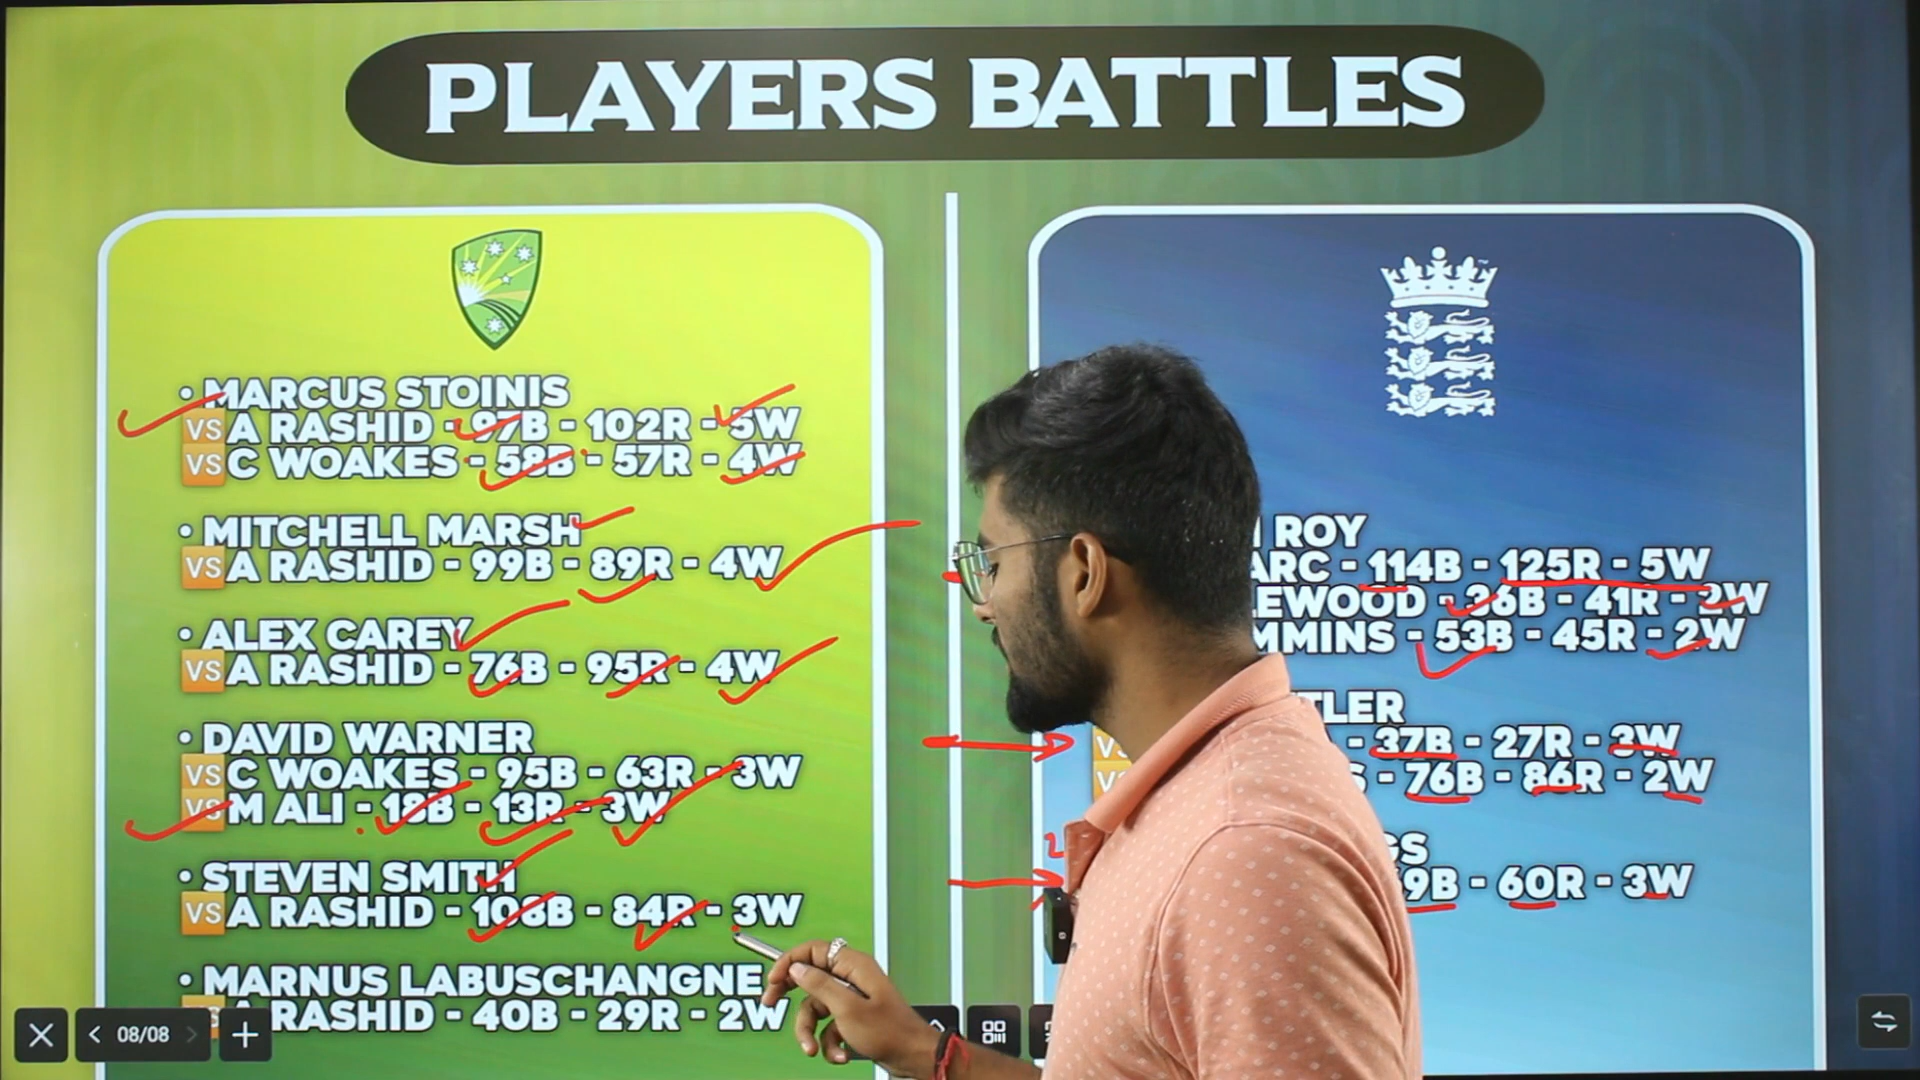 PLAYERS BATTLES
• MARCUS STOINIS
VS A RASHID - 97B - 102R - 5W
VS C WOAKES - 58B - 57R - 4W
• MITCHELL MARSH
VS A RASHID - 99B - 89R - 4W
• ALEX CAREY
VS A RASHID - 76B - 95R - 4W
• DAVID WARNER
VS C WOAKES - 95B - 63R - 3W
VS M ALI - 18B - 13R - 3W
• STEVEN SMITH
VS A RASHID - 108B - 84R - 3W
• MARNUS LABUSCHANGNE
RASHID - 40B - 29R - 2W
ROY
ARC - 114B - 125R - 5W
LEWOOD - 36B - 41R - 2W
MMINS - 53B - 45R - 2W
TLER
- 37B - 27R - 3W
S - 76B - 86R - 2W
GS
9B - 60R - 3W
08/08